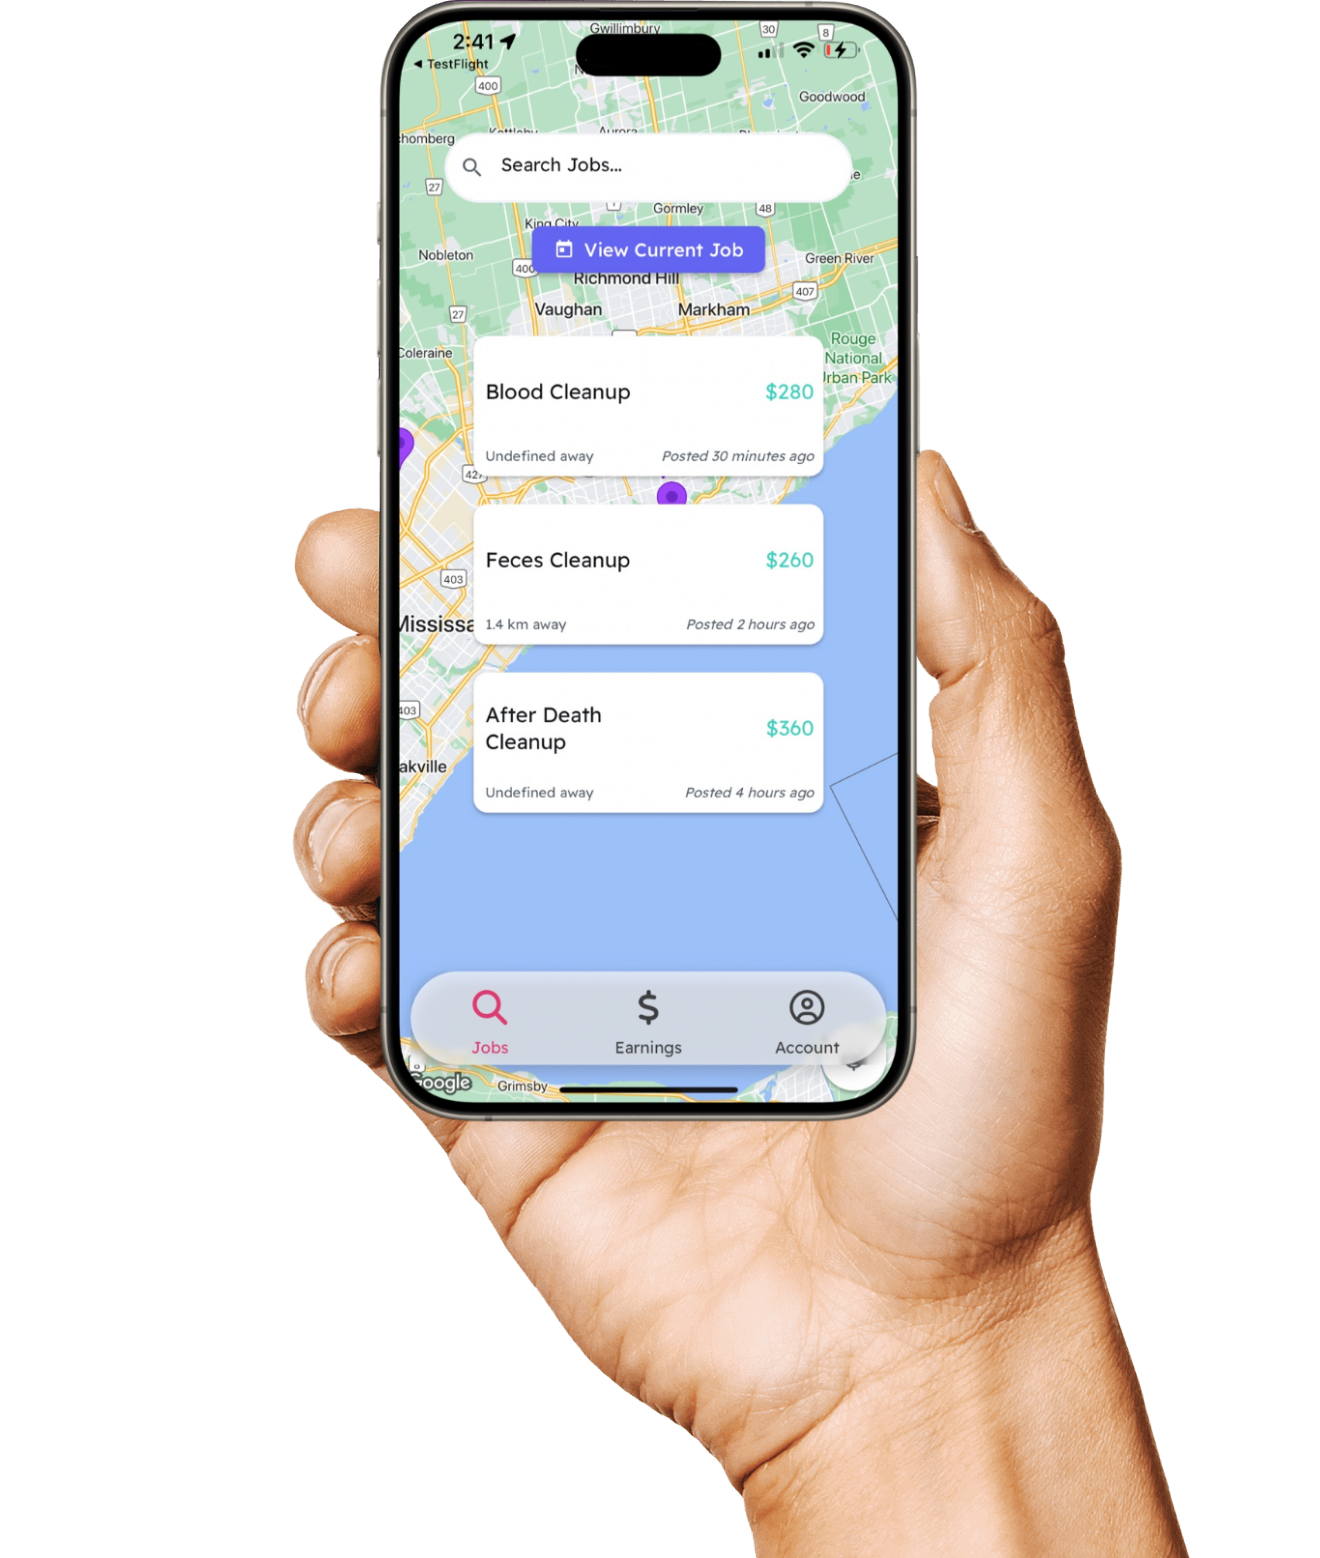 Gwillimbury
30
8
2:41
TestFlight
400
Goodwood
Aurora
Search Jobs...
27
Gormley
48
King City
View Current Job
Nobleton
Green River
400
Richmond Hill
407
Vaughan
Markham
27
Rouge
National
Urban Park
Coleraine
Blood Cleanup
$280
Undefined away
Posted 30 minutes ago
427
Feces Cleanup
$260
403
1.4 km away
Posted 2 hours ago
After Death
Cleanup
$360
403
Undefined away
Posted 4 hours ago
Jobs
Earnings
Account
Google
Grimsby